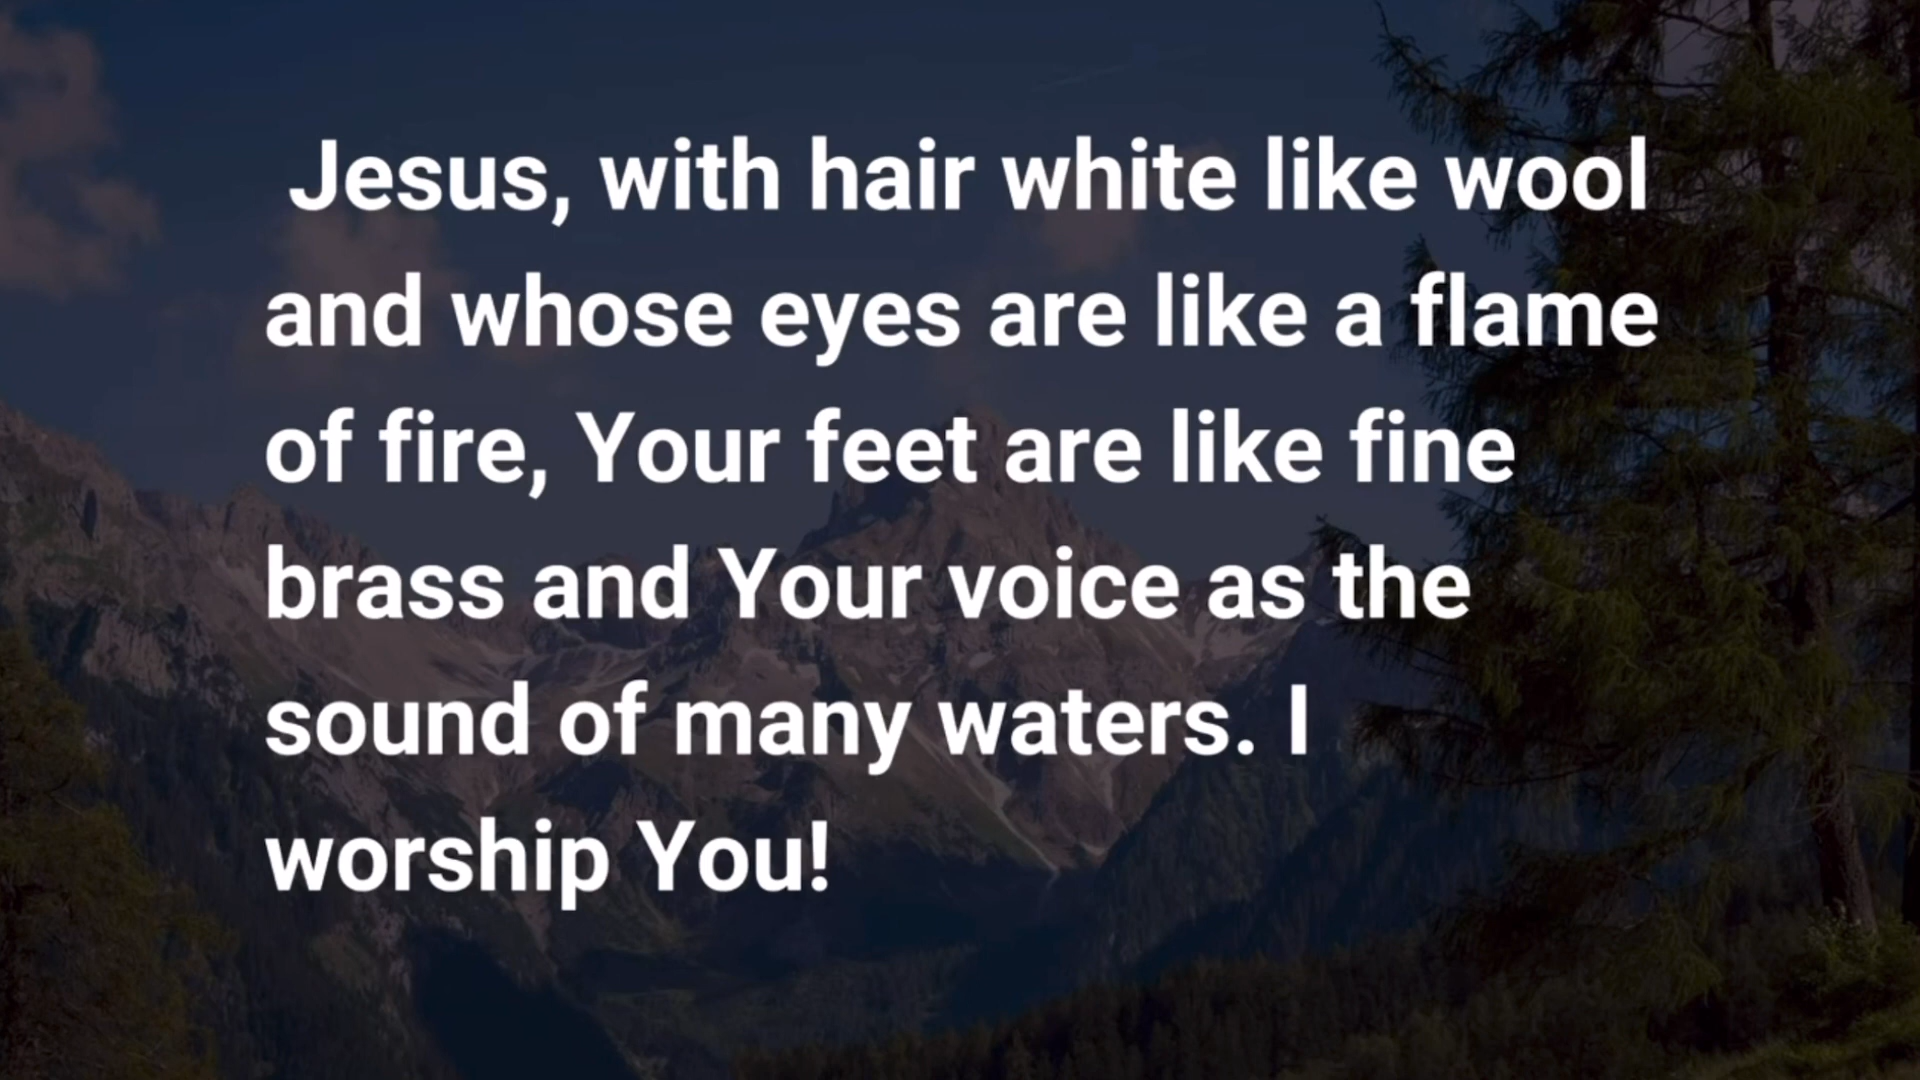 Jesus, with hair white like wool
and whose eyes are like a flame
of fire, Your feet are like fine
brass and Your voice as the
sound of many waters. I
worship You!